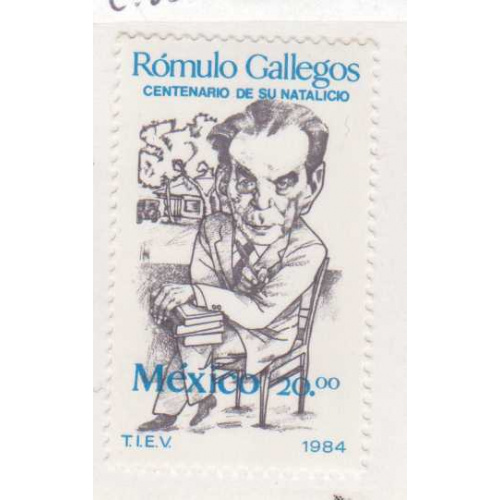 Rómulo Gallegos
CENTENARIO DE SU NATALICIO
México 20.00
T.I.E.V. 1984